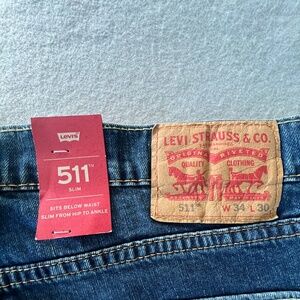 Levi's
511™
SLIM
SITS BELOW WAIST
SLIM FROM HIP TO ANKLE
LEVI STRAUSS & CO.
ORIGINAL RIVETED
QUALITY CLOTHING
511™ W 34 L 30